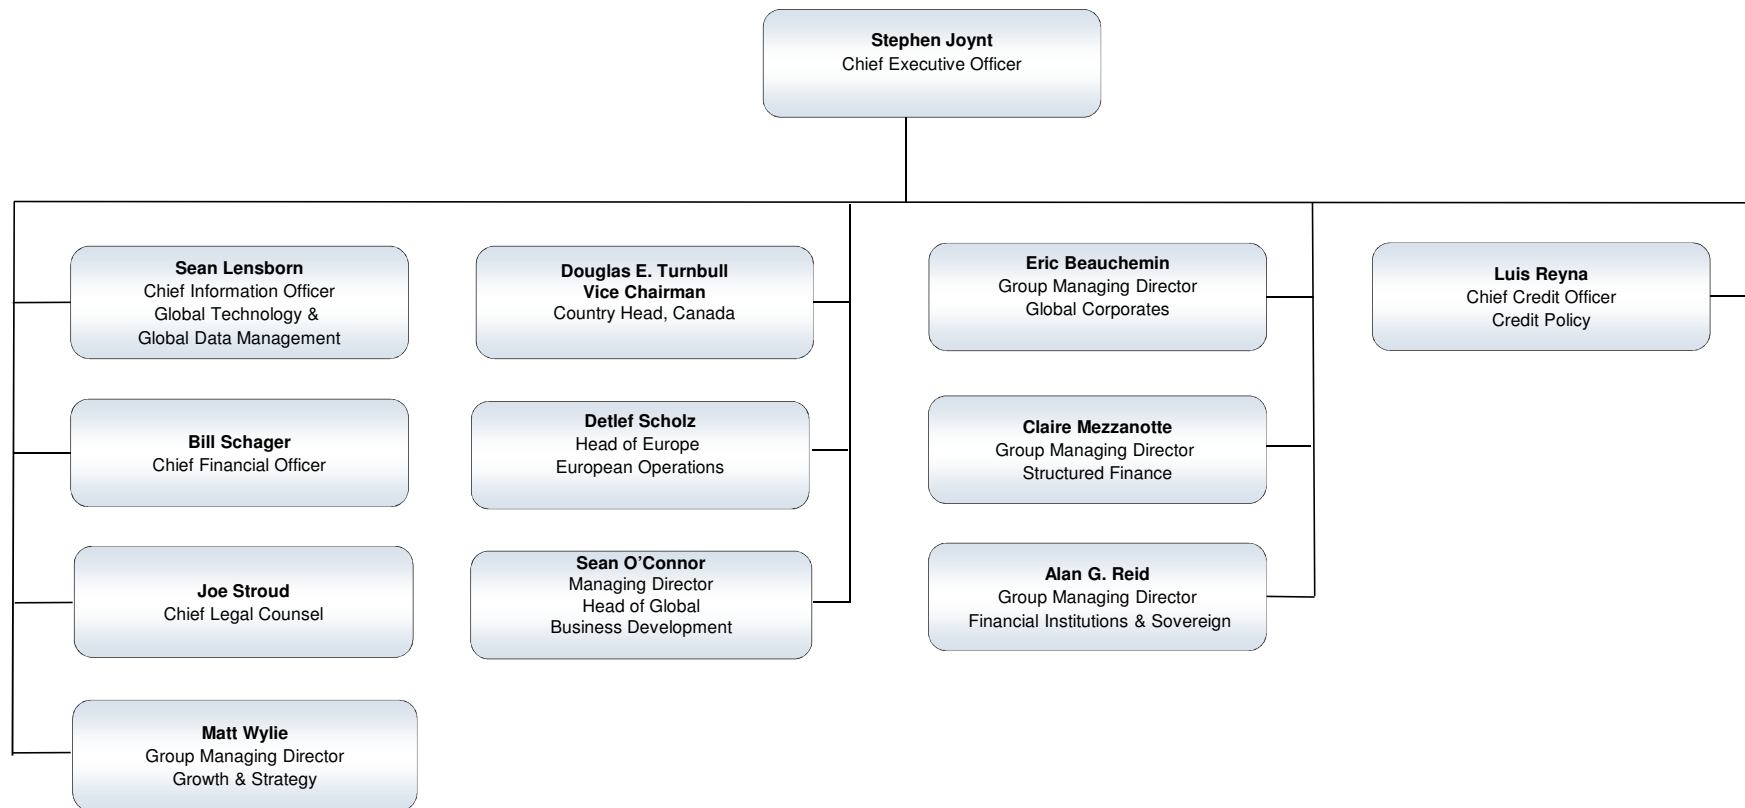 Stephen Joynt
Chief Executive Officer
Sean Lensborn
Chief Information Officer
Global Technology &
Global Data Management
Bill Schager
Chief Financial Officer
Joe Stroud
Chief Legal Counsel
Matt Wylie
Group Managing Director
Growth & Strategy
Douglas E. Turnbull
Vice Chairman
Country Head, Canada
Detlef Scholz
Head of Europe
European Operations
Sean O’Connor
Managing Director
Head of Global
Business Development
Eric Beauchemin
Group Managing Director
Global Corporates
Claire Mezzanotte
Group Managing Director
Structured Finance
Alan G. Reid
Group Managing Director
Financial Institutions & Sovereign
Luis Reyna
Chief Credit Officer
Credit Policy